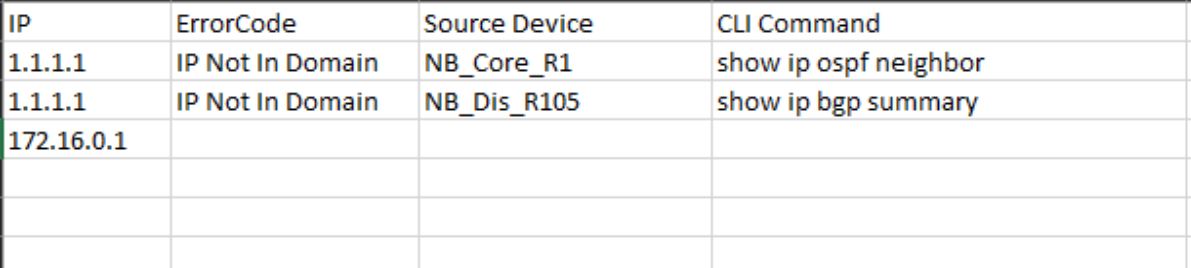 IP ErrorCode Source Device CLI Command
1.1.1.1 IP Not In Domain NB_Core_R1 show ip ospf neighbor
1.1.1.1 IP Not In Domain NB_Dis_R105 show ip bgp summary
172.16.0.1